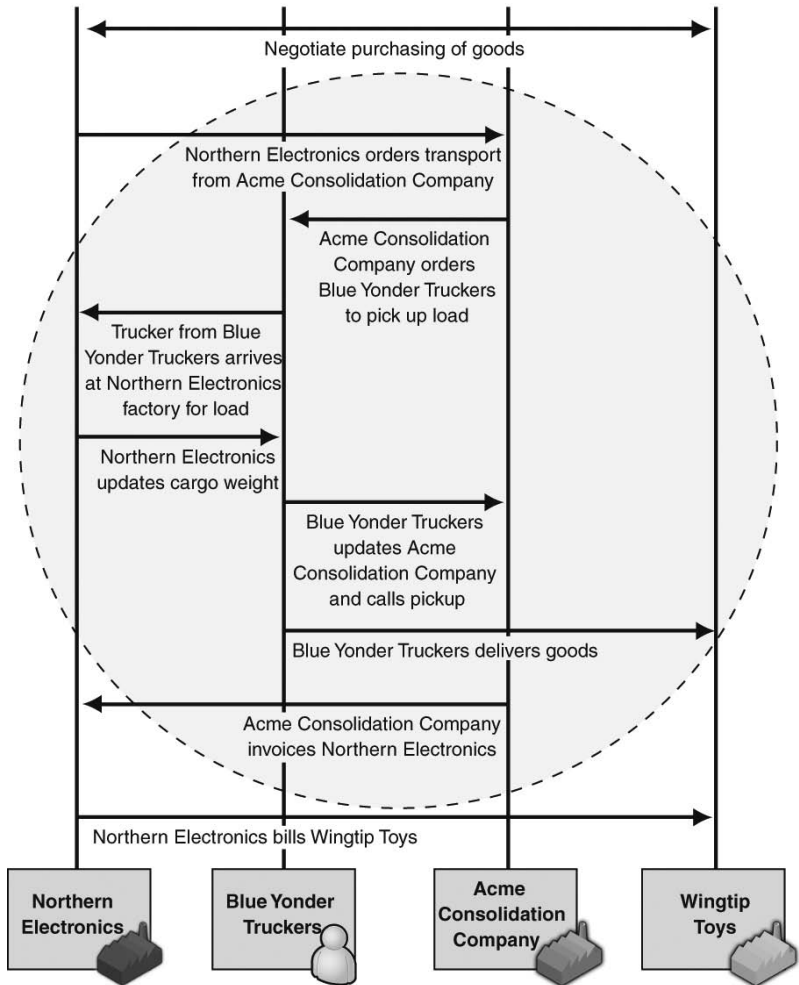 Negotiate purchasing of goods
Northern Electronics orders transport
from Acme Consolidation Company
Acme Consolidation
Company orders
Blue Yonder Truckers
to pick up load
Trucker from Blue
Yonder Truckers arrives
at Northern Electronics
factory for load
Northern Electronics
updates cargo weight
Blue Yonder Truckers
updates Acme
Consolidation Company
and calls pickup
Blue Yonder Truckers delivers goods
Acme Consolidation Company
invoices Northern Electronics
Northern Electronics bills Wingtip Toys
Northern
Electronics
Blue Yonder
Truckers
Acme
Consolidation
Company
Wingtip
Toys